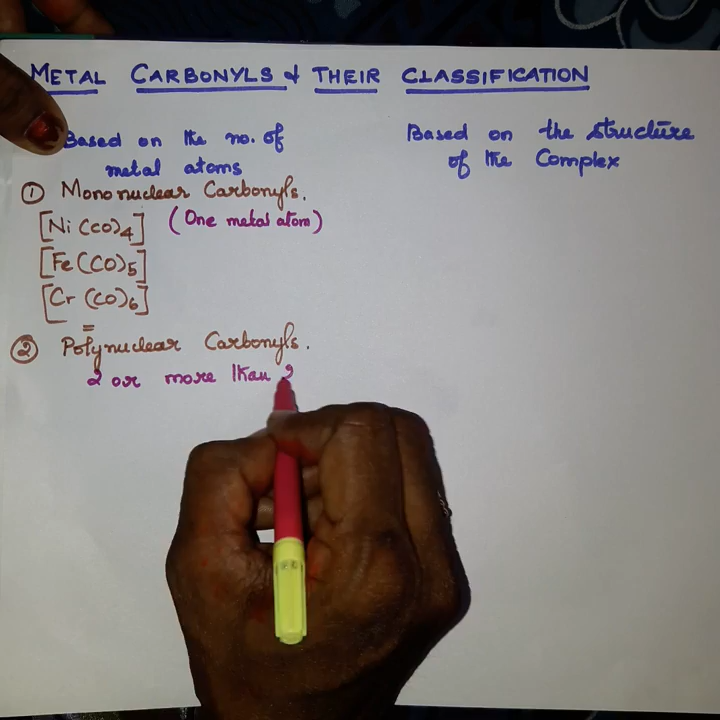 METAL CARBONYLS & THEIR CLASSIFICATION
Based on the no. of
metal atoms
① Mononuclear Carbonyls.
[Ni(CO)4] (One metal atom)
[Fe(CO)5]
[Cr(CO)6]
② Polynuclear Carbonyls.
2 or more than 2
Based on the structure
of the Complex